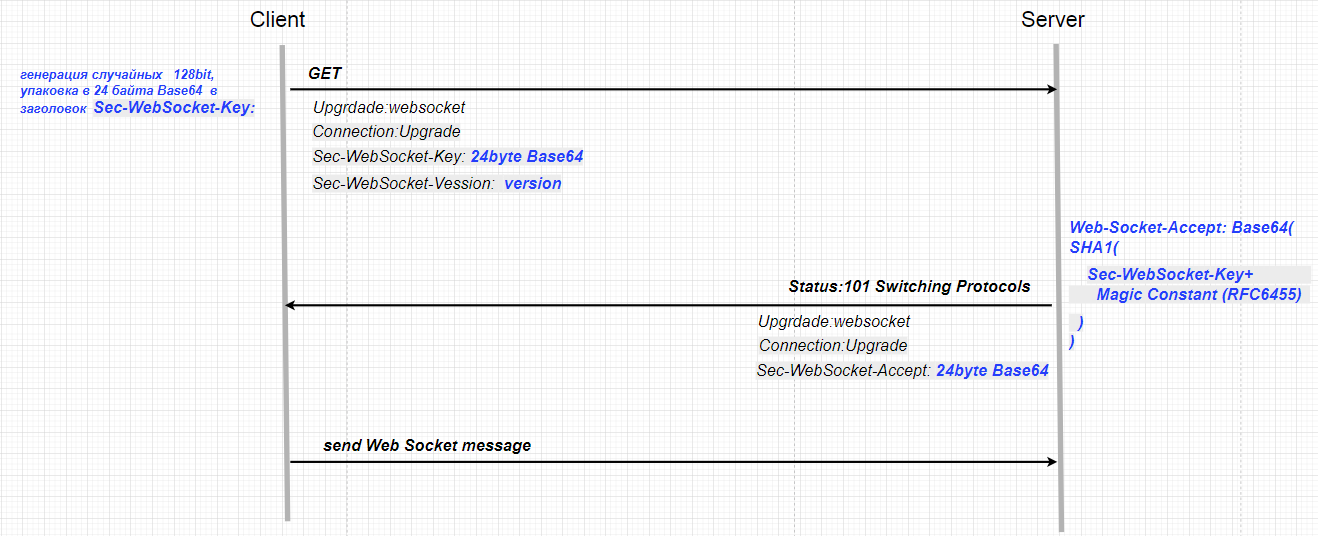 Client
Server
генерация случайных 128bit,
упаковка в 24 байта Base64 в
заголовок Sec-WebSocket-Key:
GET
Upgrdade:websocket
Connection:Upgrade
Sec-WebSocket-Key: 24byte Base64
Sec-WebSocket-Vession: version
Web-Socket-Accept: Base64(
SHA1(
Sec-WebSocket-Key+
Magic Constant (RFC6455)
)
)
Status:101 Switching Protocols
Upgrdade:websocket
Connection:Upgrade
Sec-WebSocket-Accept: 24byte Base64
send Web Socket message